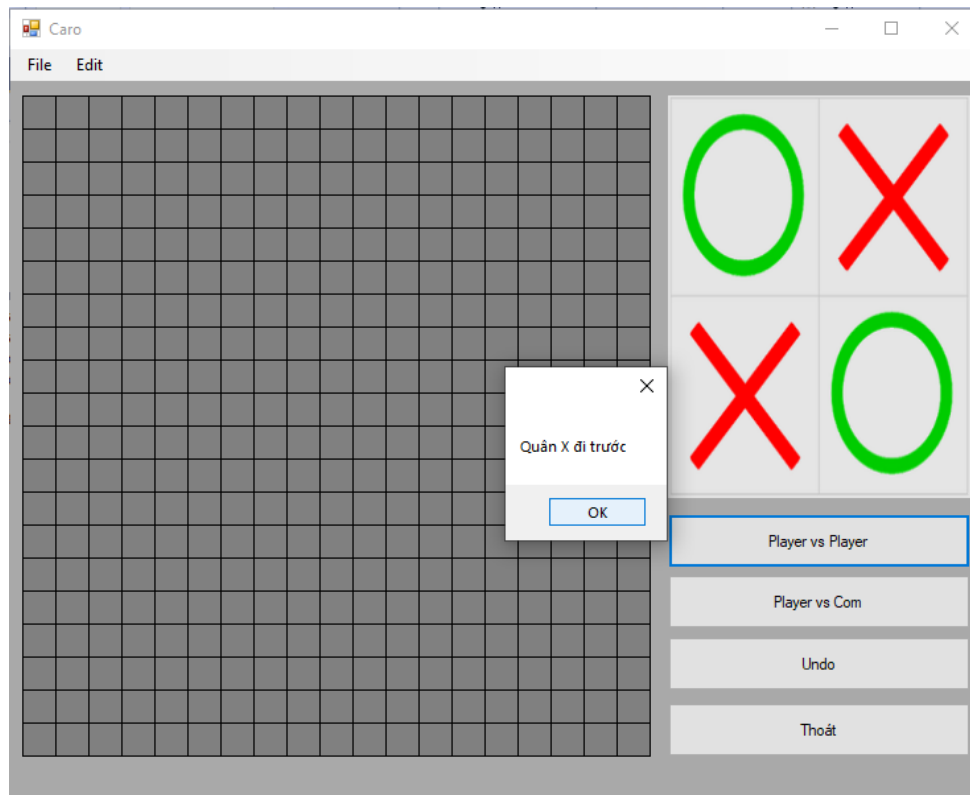 Caro
File Edit
Quân X đi trước
OK
Player vs Player
Player vs Com
Undo
Thoát